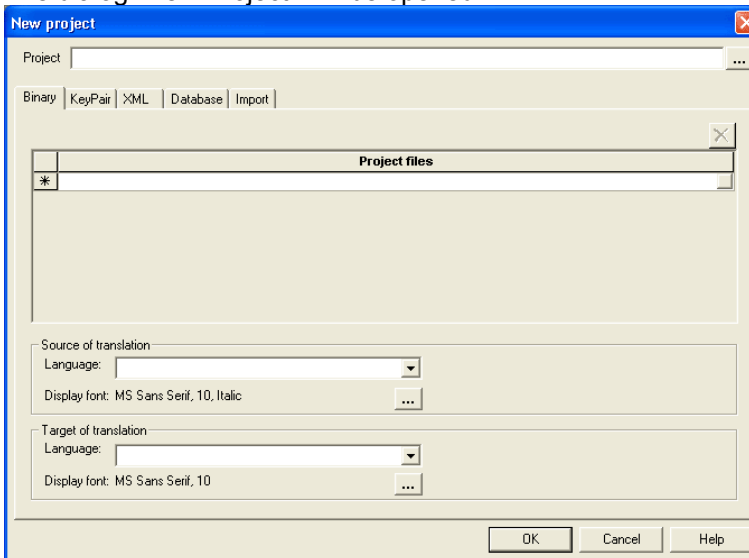 New project
Project
...
Binary KeyPair XML Database Import
Project files
*
Source of translation
Language:
Display font: MS Sans Serif, 10, Italic
...
Target of translation
Language:
Display font: MS Sans Serif, 10
...
OK Cancel Help